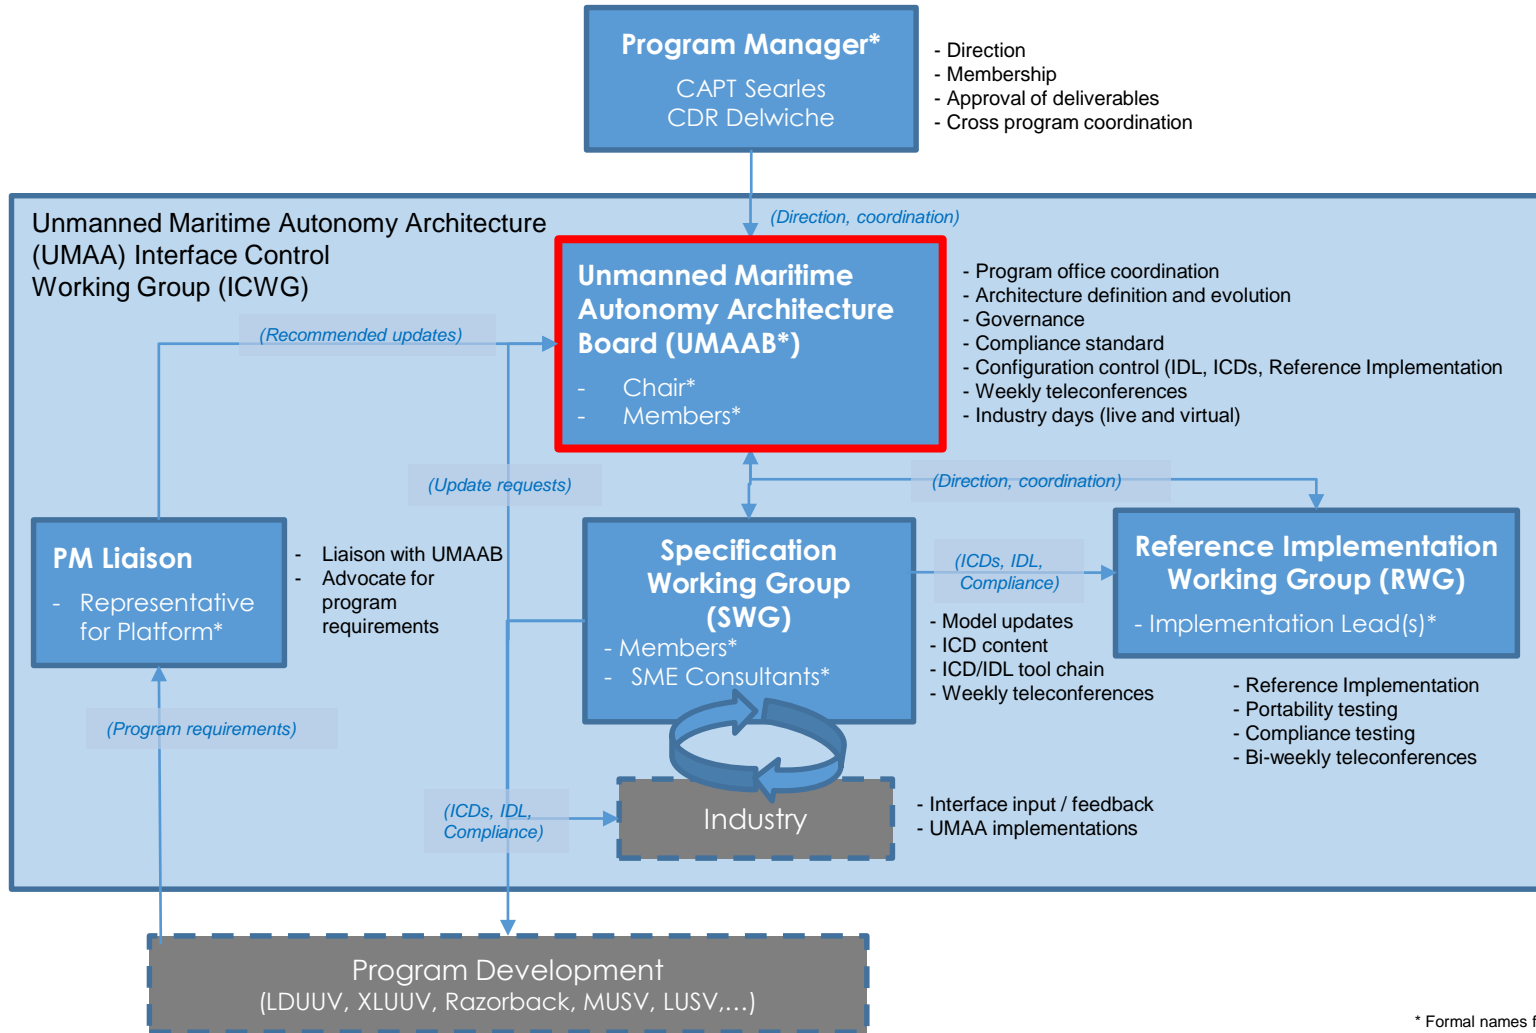 Program Manager*
CAPT Searles
CDR Delwiche
- Direction
- Membership
- Approval of deliverables
- Cross program coordination
Unmanned Maritime Autonomy Architecture
(UMAA) Interface Control
Working Group (ICWG)
(Direction, coordination)
Unmanned Maritime
Autonomy Architecture
Board (UMAAB*)
- Chair*
- Members*
- Program office coordination
- Architecture definition and evolution
- Governance
- Compliance standard
- Configuration control (IDL, ICDs, Reference Implementation
- Weekly teleconferences
- Industry days (live and virtual)
(Recommended updates)
(Update requests)
(Direction, coordination)
PM Liaison
- Representative
for Platform*
- Liaison with UMAAB
- Advocate for
program
requirements
Specification
Working Group
(SWG)
- Members*
- SME Consultants*
(ICDs, IDL,
Compliance)
- Model updates
- ICD content
- ICD/IDL tool chain
- Weekly teleconferences
Reference Implementation
Working Group (RWG)
- Implementation Lead(s)*
- Reference Implementation
- Portability testing
- Compliance testing
- Bi-weekly teleconferences
(Program requirements)
(ICDs, IDL,
Compliance)
Industry
- Interface input / feedback
- UMAA implementations
Program Development
(LDUUV, XLUUV, Razorback, MUSV, LUSV,...)
* Formal names f